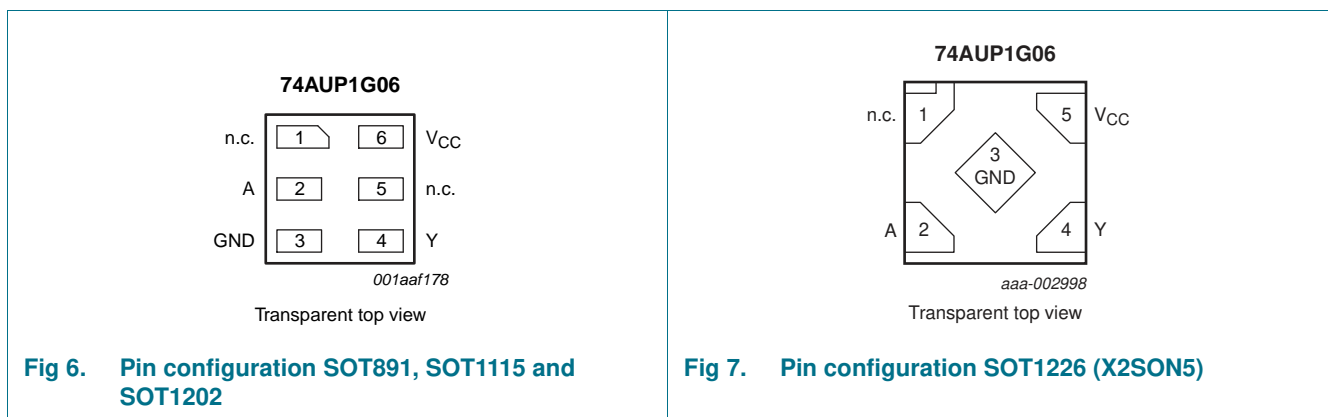 74AUP1G06
n.c. 1 6 VCC
A 2 5 n.c.
GND 3 4 Y
001aaf178
Transparent top view
Fig 6. Pin configuration SOT891, SOT1115 and
SOT1202
74AUP1G06
n.c. 1 5 VCC
3
GND
A 2 4 Y
aaa-002998
Transparent top view
Fig 7. Pin configuration SOT1226 (X2SON5)